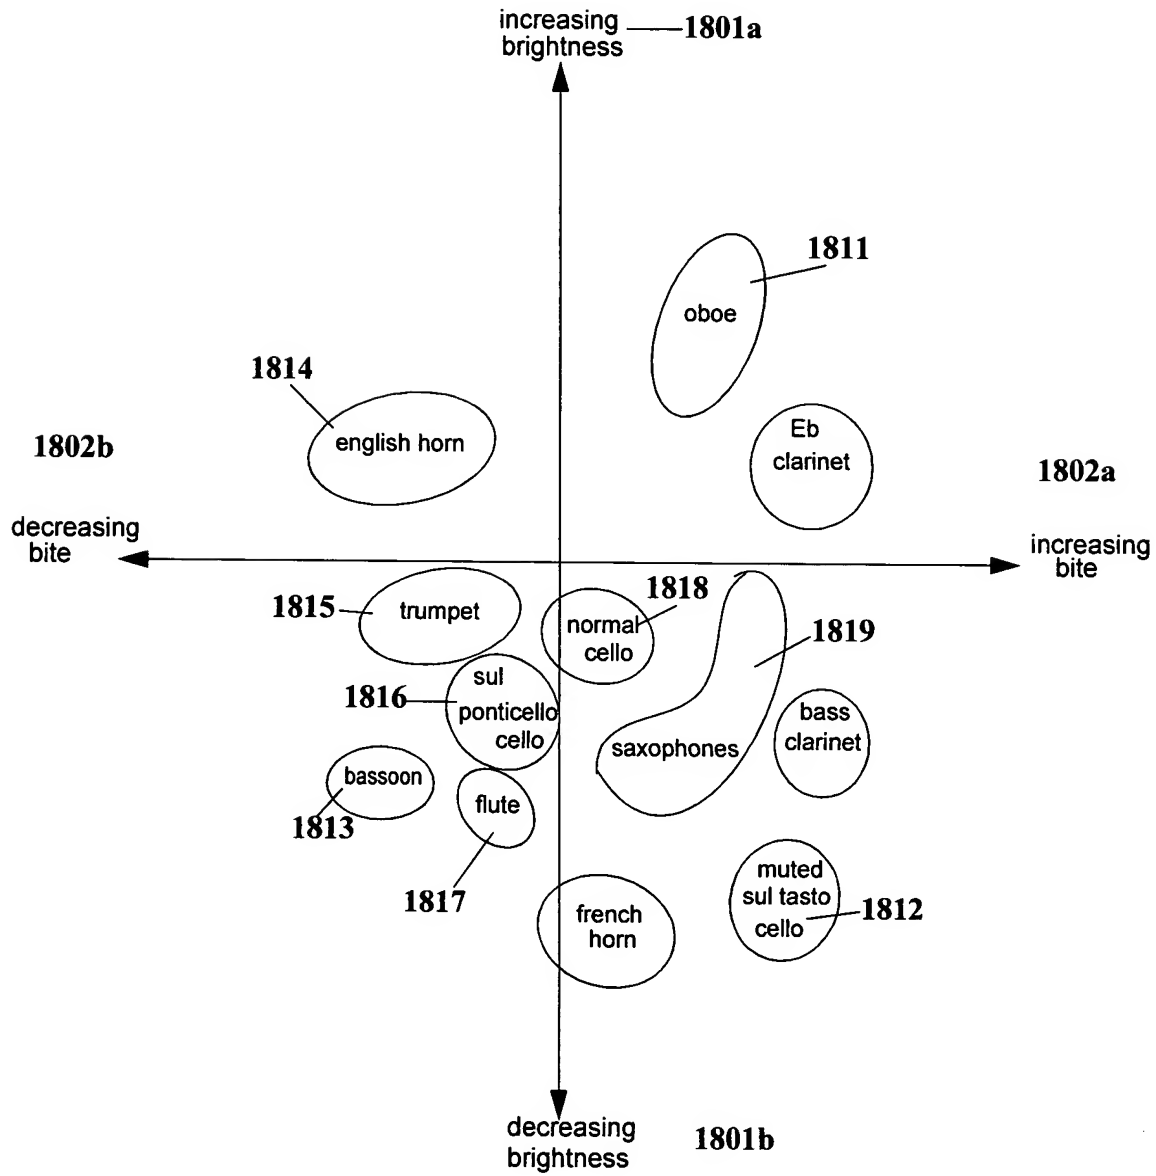 increasing
brightness
1801a
1811
oboe
1814
english horn
Eb
clarinet
1802b
1802a
decreasing
bite
increasing
bite
1815
trumpet
normal
cello
1818
1819
sul
ponticello
cello
1816
saxophones
bass
clarinet
bassoon
1813
flute
1817
french
horn
muted
sul tasto
cello
1812
decreasing
brightness
1801b